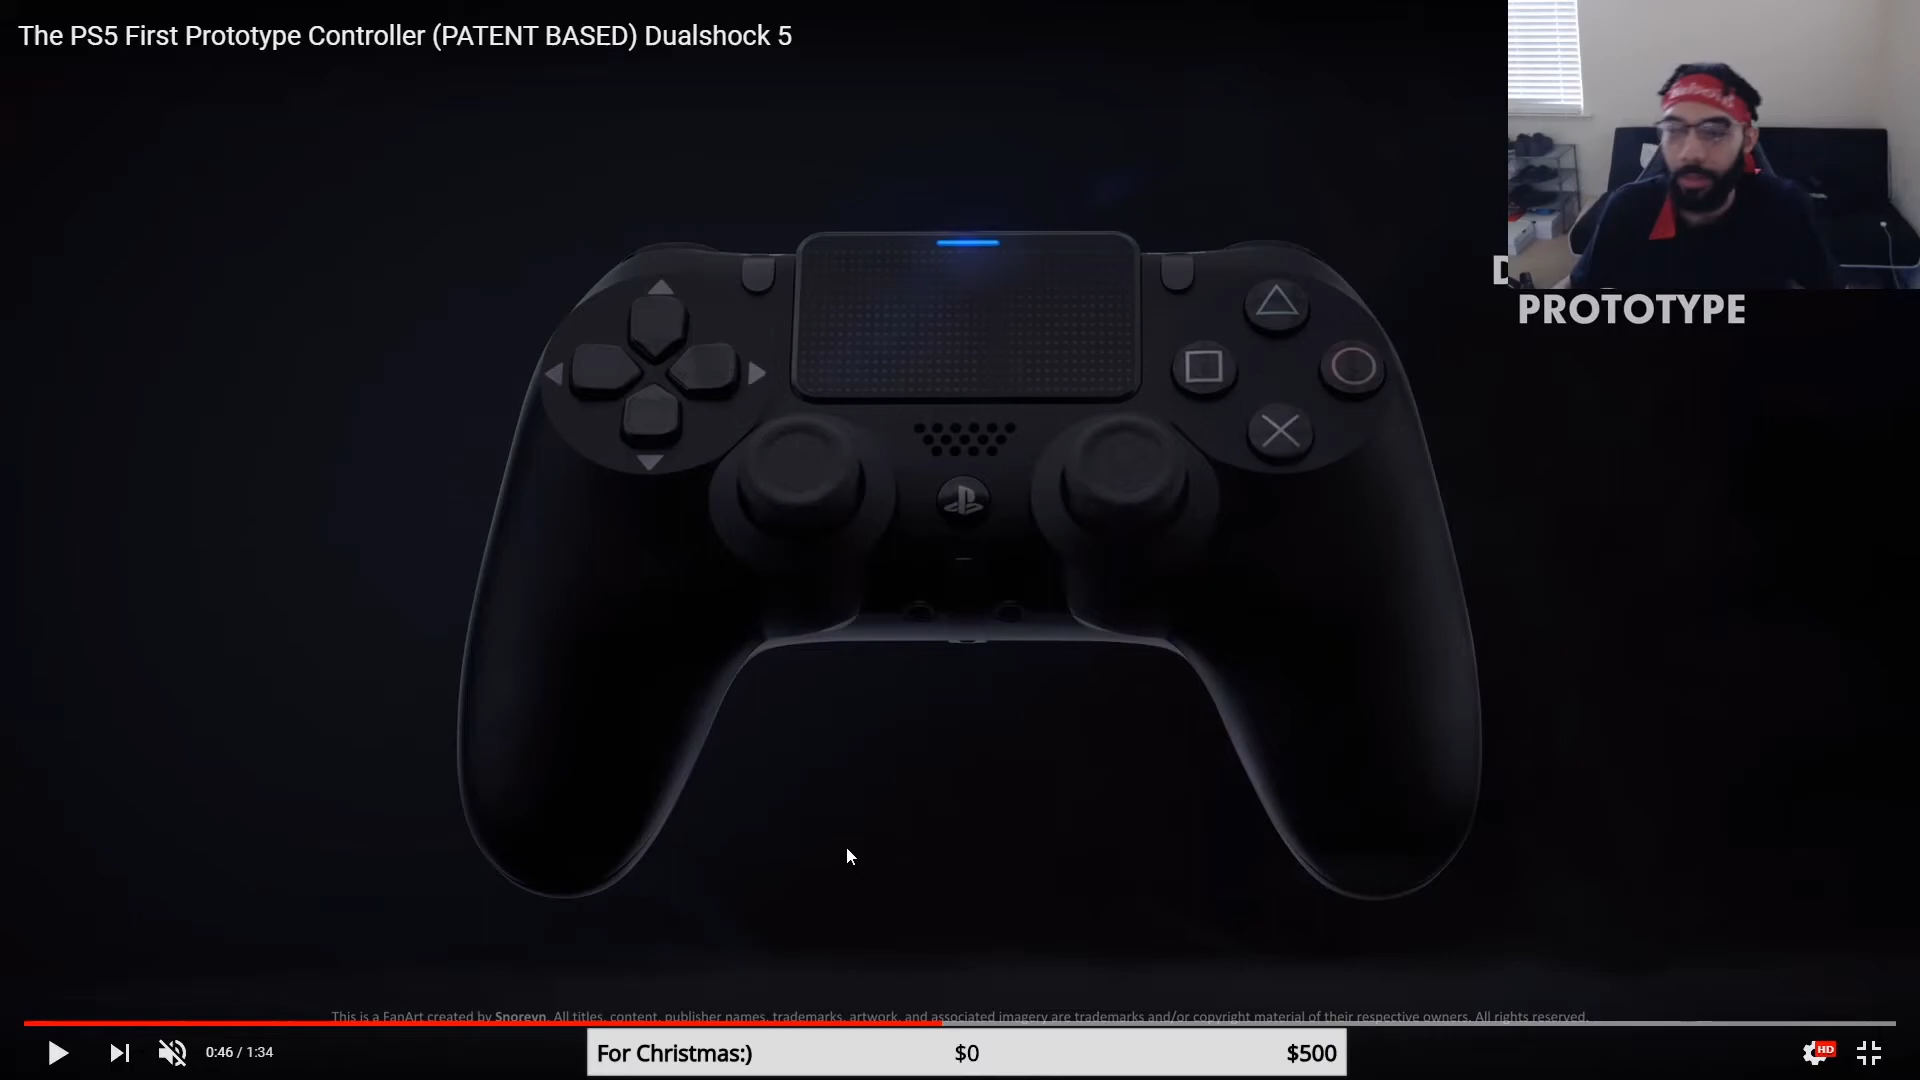 The PS5 First Prototype Controller (PATENT BASED) Dualshock 5
D
PROTOTYPE
This is a FanArt created by Snorevn. All titles, content, publisher names, trademarks, artwork, and associated imagery are trademarks and/or copyright material of their respective owners. All rights reserved.
0:46 / 1:34
For Christmas:) $0 $500
HD